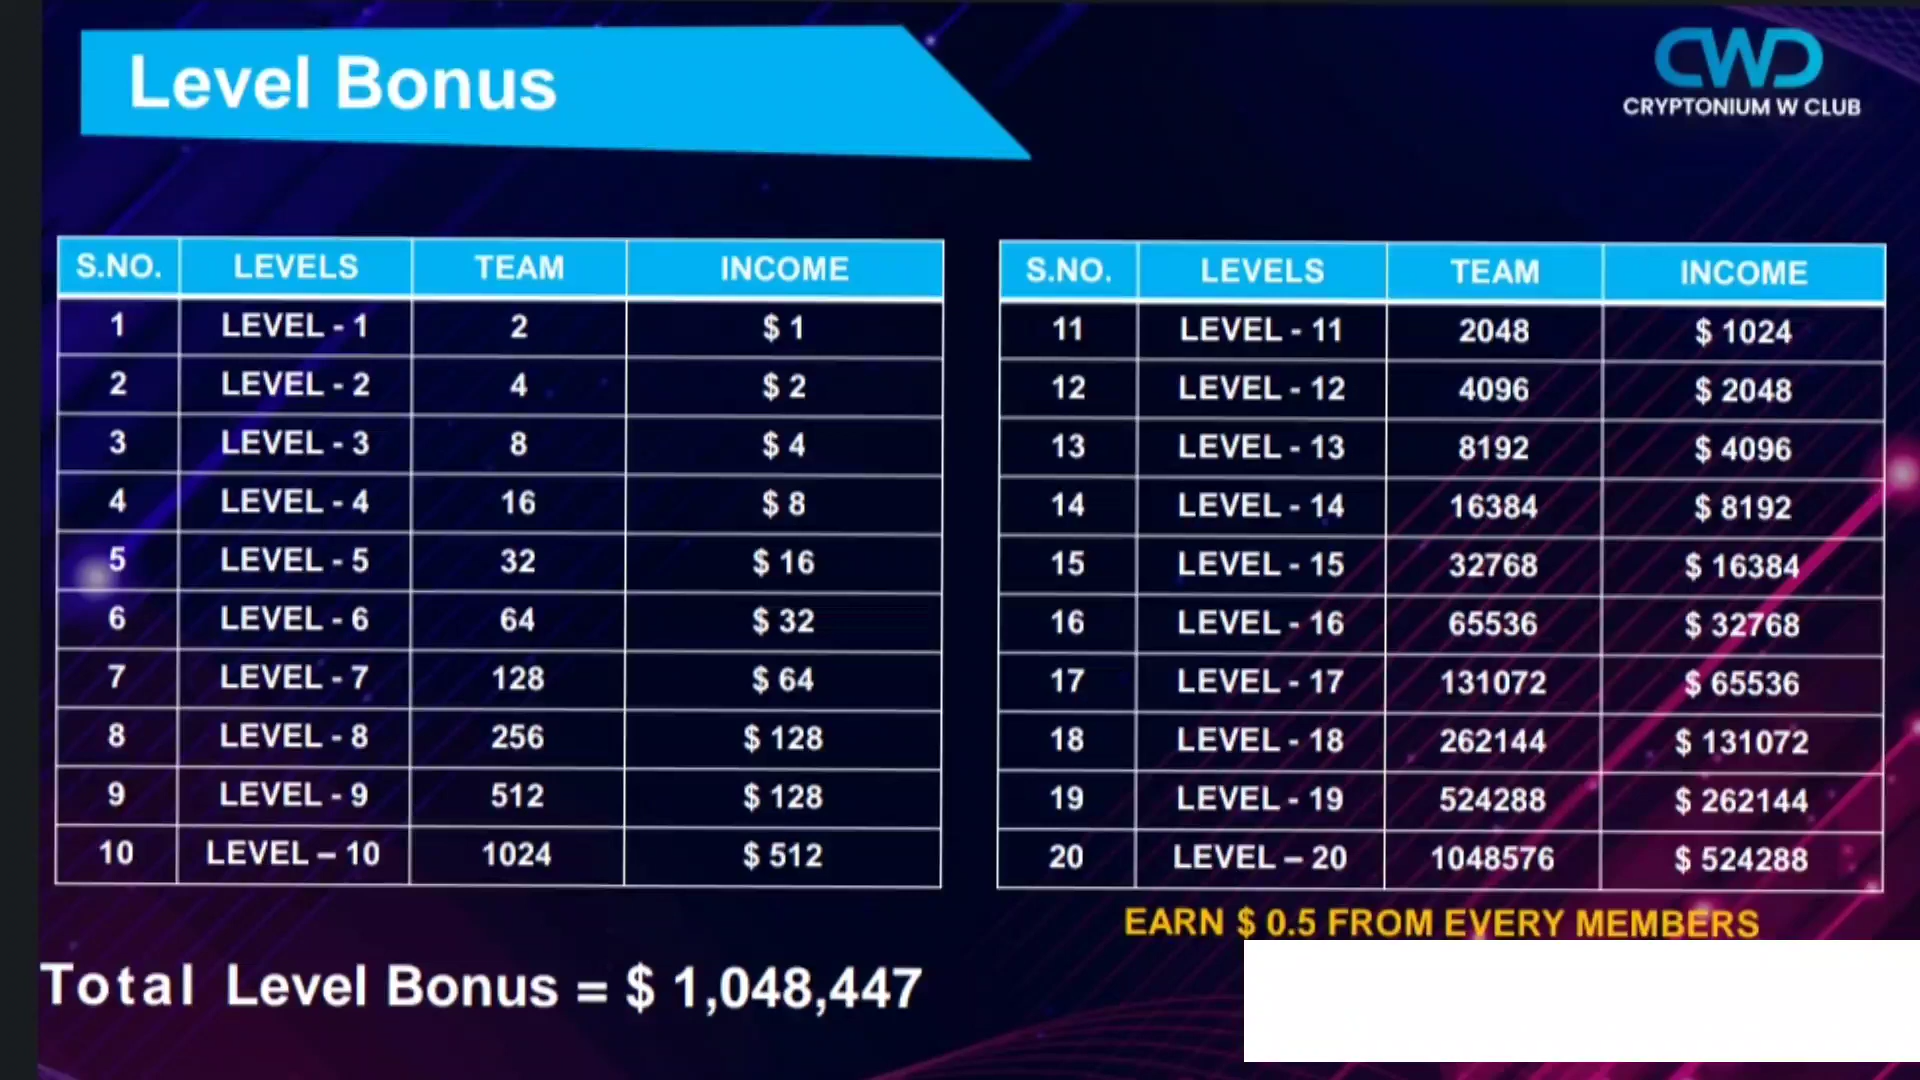 Level Bonus
CWD
CRYPTONIUM W CLUB
S.NO. LEVELS TEAM INCOME
1 LEVEL - 1 2 $ 1
2 LEVEL - 2 4 $ 2
3 LEVEL - 3 8 $ 4
4 LEVEL - 4 16 $ 8
5 LEVEL - 5 32 $ 16
6 LEVEL - 6 64 $ 32
7 LEVEL - 7 128 $ 64
8 LEVEL - 8 256 $ 128
9 LEVEL - 9 512 $ 128
10 LEVEL – 10 1024 $ 512
S.NO. LEVELS TEAM INCOME
11 LEVEL - 11 2048 $ 1024
12 LEVEL - 12 4096 $ 2048
13 LEVEL - 13 8192 $ 4096
14 LEVEL - 14 16384 $ 8192
15 LEVEL - 15 32768 $ 16384
16 LEVEL - 16 65536 $ 32768
17 LEVEL - 17 131072 $ 65536
18 LEVEL - 18 262144 $ 131072
19 LEVEL - 19 524288 $ 262144
20 LEVEL – 20 1048576 $ 524288
EARN $ 0.5 FROM EVERY MEMBERS
Total Level Bonus = $ 1,048,447